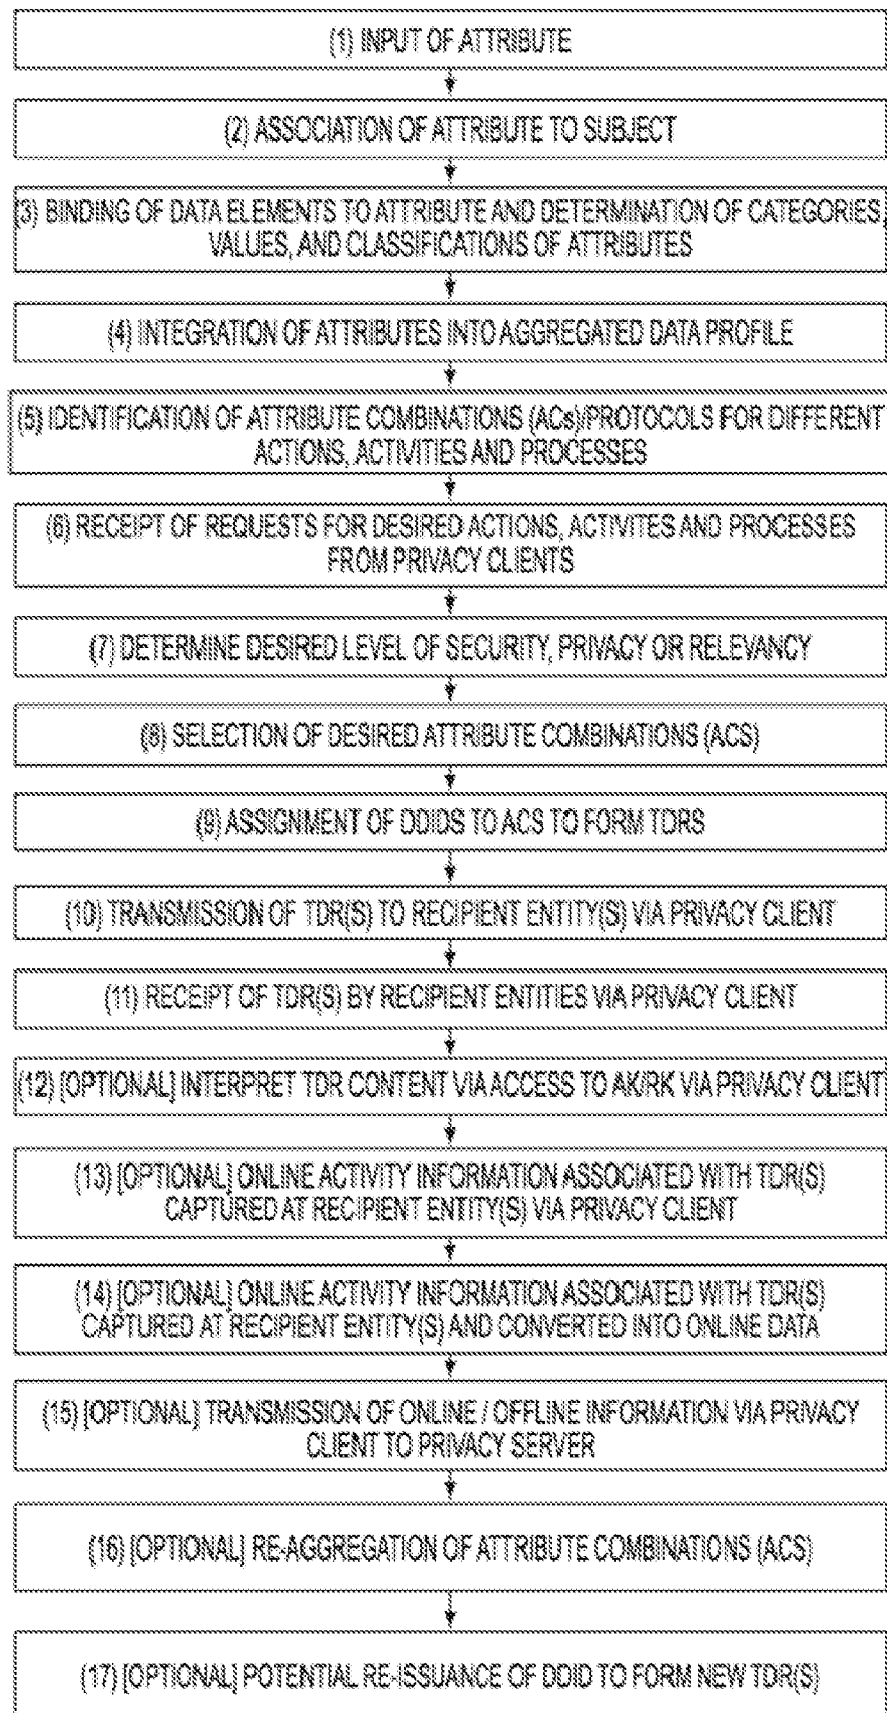 (1) INPUT OF ATTRIBUTE
(2) ASSOCIATION OF ATTRIBUTE TO SUBJECT
(3) BINDING OF DATA ELEMENTS TO ATTRIBUTE AND DETERMINATION OF CATEGORIES,
VALUES, AND CLASSIFICATIONS OF ATTRIBUTES
(4) INTEGRATION OF ATTRIBUTES INTO AGGREGATED DATA PROFILE
(5) IDENTIFICATION OF ATTRIBUTE COMBINATIONS (ACs)/PROTOCOLS FOR DIFFERENT
ACTIONS, ACTIVITIES AND PROCESSES
(6) RECEIPT OF REQUESTS FOR DESIRED ACTIONS, ACTIVITES AND PROCESSES
FROM PRIVACY CLIENTS
(7) DETERMINE DESIRED LEVEL OF SECURITY, PRIVACY OR RELEVANCY
(8) SELECTION OF DESIRED ATTRIBUTE COMBINATIONS (ACS)
(9) ASSIGNMENT OF DDIDS TO ACS TO FORM TDRS
(10) TRANSMISSION OF TDR(S) TO RECIPIENT ENTITY(S) VIA PRIVACY CLIENT
(11) RECEIPT OF TDR(S) BY RECIPIENT ENTITIES VIA PRIVACY CLIENT
(12) [OPTIONAL] INTERPRET TDR CONTENT VIA ACCESS TO AK/RK VIA PRIVACY CLIENT
(13) [OPTIONAL] ONLINE ACTIVITY INFORMATION ASSOCIATED WITH TDR(S)
CAPTURED AT RECIPIENT ENTITY(S) VIA PRIVACY CLIENT
(14) [OPTIONAL] ONLINE ACTIVITY INFORMATION ASSOCIATED WITH TDR(S)
CAPTURED AT RECIPIENT ENTITY(S) AND CONVERTED INTO ONLINE DATA
(15) [OPTIONAL] TRANSMISSION OF ONLINE / OFFLINE INFORMATION VIA PRIVACY
CLIENT TO PRIVACY SERVER
(16) [OPTIONAL] RE-AGGREGATION OF ATTRIBUTE COMBINATIONS (ACS)
(17) [OPTIONAL] POTENTIAL RE-ISSUANCE OF DDID TO FORM NEW TDR(S)